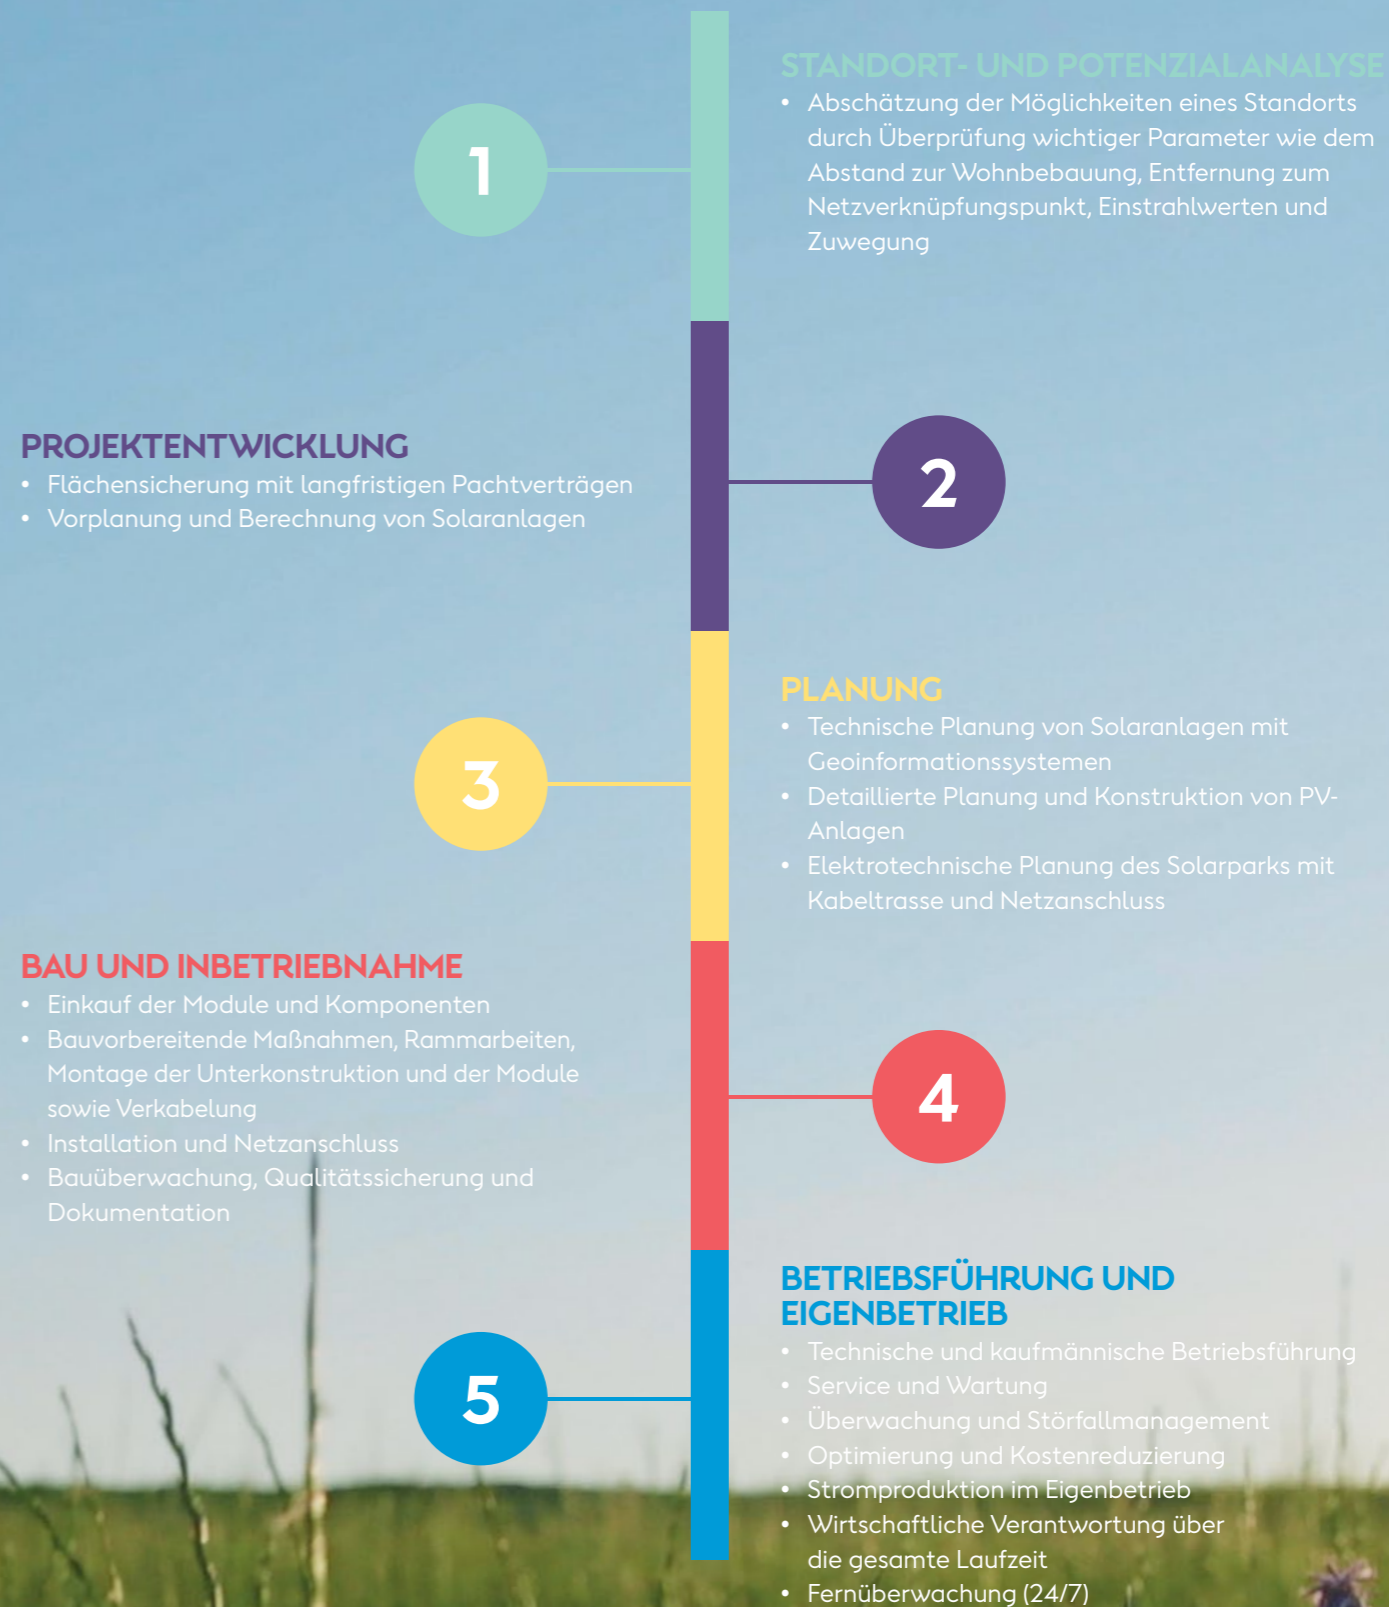 1
STANDORT- UND POTENZIALANALYSE
• Abschätzung der Möglichkeiten eines Standorts
durch Überprüfung wichtiger Parameter wie dem
Abstand zur Wohnbebauung, Entfernung zum
Netzverknüpfungspunkt, Einstrahlwerten und
Zuwegung
2
PROJEKTENTWICKLUNG
• Flächensicherung mit langfristigen Pachtverträgen
• Vorplanung und Berechnung von Solaranlagen
3
PLANUNG
• Technische Planung von Solaranlagen mit
Geoinformationssystemen
• Detaillierte Planung und Konstruktion von PV-
Anlagen
• Elektrotechnische Planung des Solarparks mit
Kabeltrasse und Netzanschluss
4
BAU UND INBETRIEBNAHME
• Einkauf der Module und Komponenten
• Bauvorbereitende Maßnahmen, Rammarbeiten,
Montage der Unterkonstruktion und der Module
sowie Verkabelung
• Installation und Netzanschluss
• Bauüberwachung, Qualitätssicherung und
Dokumentation
5
BETRIEBSFÜHRUNG UND
EIGENBETRIEB
• Technische und kaufmännische Betriebsführung
• Service und Wartung
• Überwachung und Störfallmanagement
• Optimierung und Kostenreduzierung
• Stromproduktion im Eigenbetrieb
• Wirtschaftliche Verantwortung über
die gesamte Laufzeit
• Fernüberwachung (24/7)